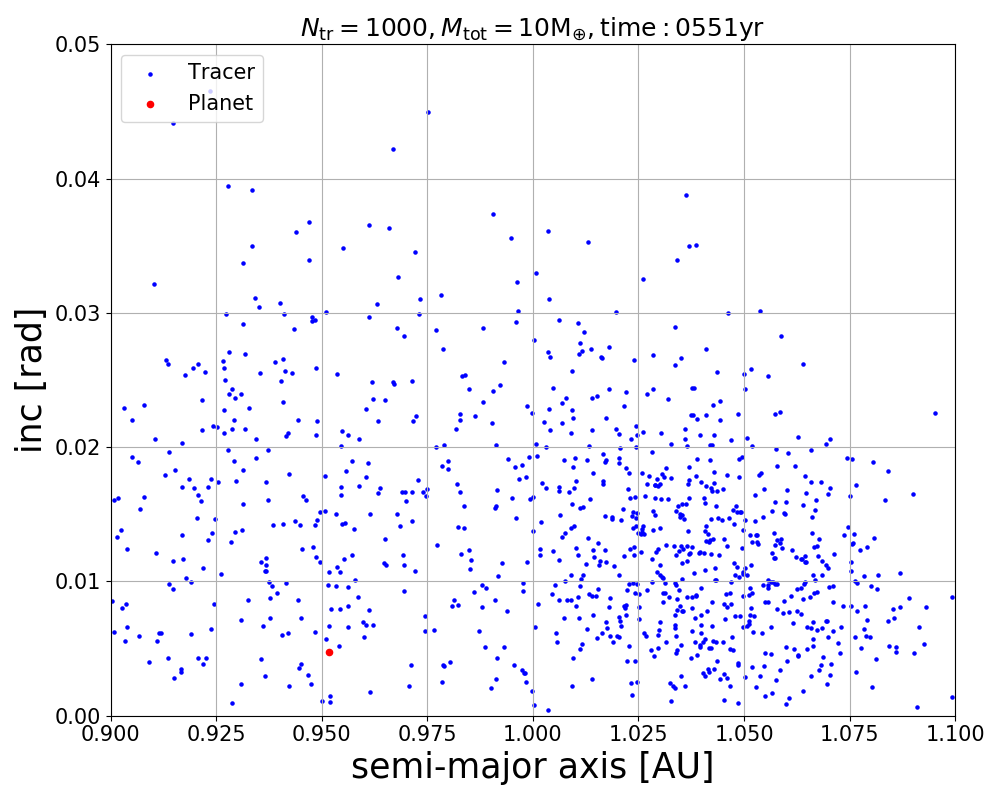 N_tr = 1000, M_tot = 10M_⊕, time : 0551yr
0.05
Tracer
Planet
0.04
0.03
inc [rad]
0.02
0.01
0.00
0.900 0.925 0.950 0.975 1.000 1.025 1.050 1.075 1.100
semi-major axis [AU]